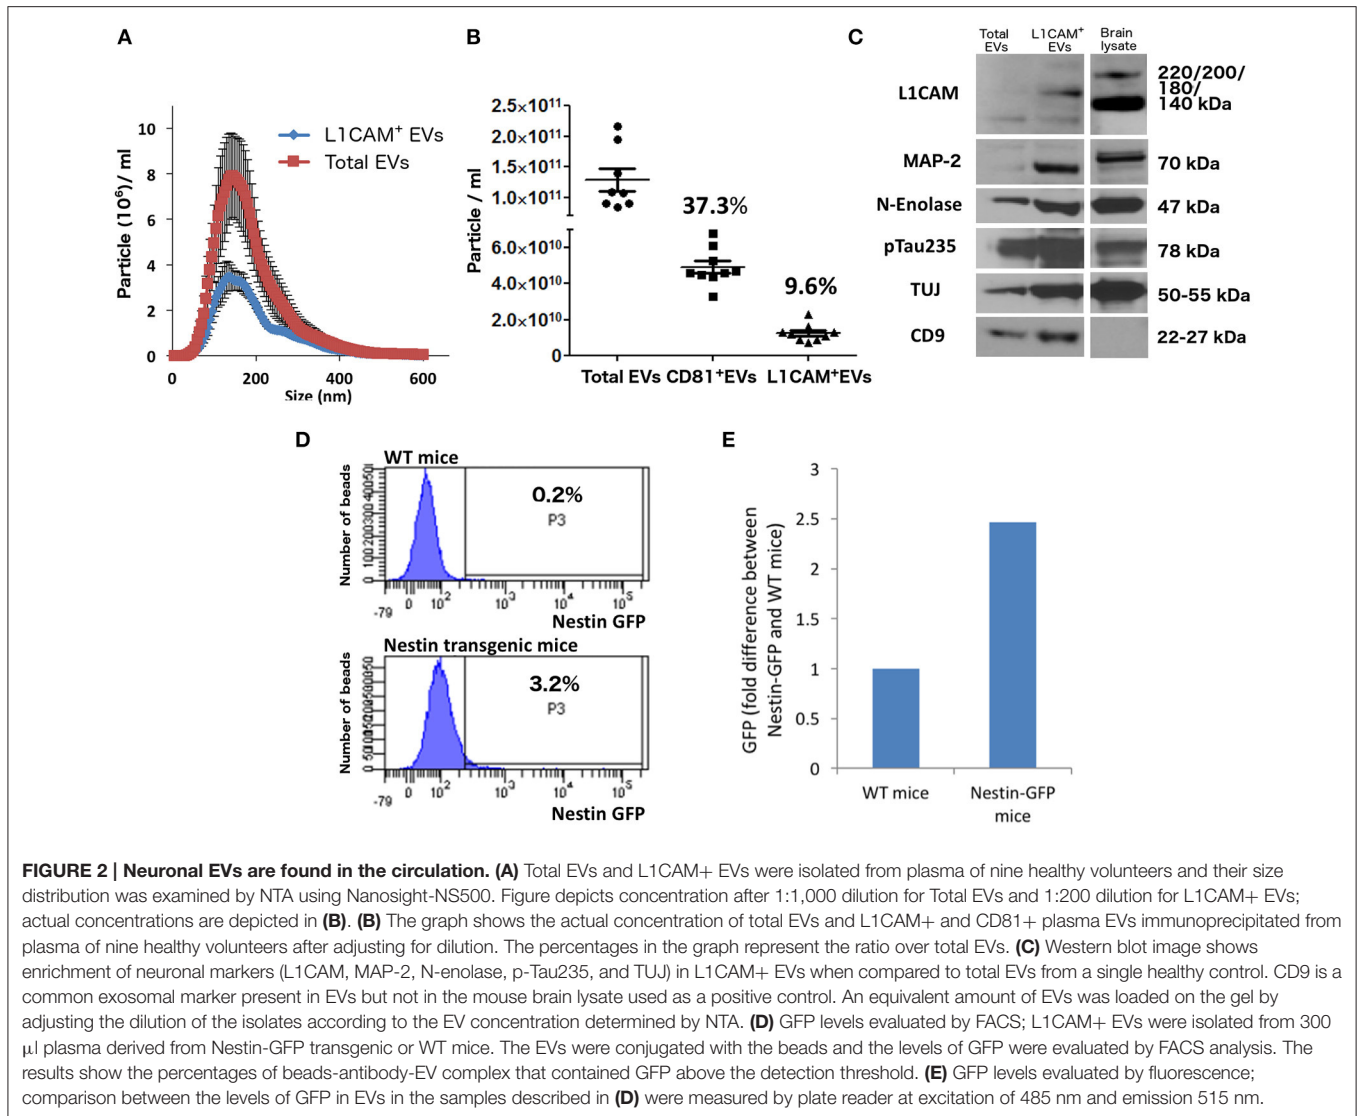 A
10
8
6
4
2
0
Particle (10⁶)/ ml
L1CAM⁺ EVs
Total EVs
0
200
400
600
Size (nm)
B
2.5×10¹¹
2.0×10¹¹
1.5×10¹¹
1.0×10¹¹
6.0×10¹⁰
4.0×10¹⁰
2.0×10¹⁰
0
Particle / ml
37.3%
9.6%
Total EVs
CD81⁺EVs
L1CAM⁺EVs
C
Total
EVs
L1CAM⁺
EVs
Brain
lysate
L1CAM
220/200/
180/
140 kDa
MAP-2
70 kDa
N-Enolase
47 kDa
pTau235
78 kDa
TUJ
50-55 kDa
CD9
22-27 kDa
D
WT mice
Number of beads
0.2%
P3
-79
0
10²
10³
10⁴
10⁵
Nestin GFP
Nestin transgenic mice
Number of beads
3.2%
P3
-79
0
10²
10³
10⁴
10⁵
Nestin GFP
E
GFP (fold difference between
Nestin-GFP and WT mice)
3
2.5
2
1.5
1
0.5
0
WT mice
Nestin-GFP
mice
FIGURE 2 | Neuronal EVs are found in the circulation. (A) Total EVs and L1CAM+ EVs were isolated from plasma of nine healthy volunteers and their size
distribution was examined by NTA using Nanosight-NS500. Figure depicts concentration after 1:1,000 dilution for Total EVs and 1:200 dilution for L1CAM+ EVs;
actual concentrations are depicted in (B). (B) The graph shows the actual concentration of total EVs and L1CAM+ and CD81+ plasma EVs immunoprecipitated from
plasma of nine healthy volunteers after adjusting for dilution. The percentages in the graph represent the ratio over total EVs. (C) Western blot image shows
enrichment of neuronal markers (L1CAM, MAP-2, N-enolase, p-Tau235, and TUJ) in L1CAM+ EVs when compared to total EVs from a single healthy control. CD9 is a
common exosomal marker present in EVs but not in the mouse brain lysate used as a positive control. An equivalent amount of EVs was loaded on the gel by
adjusting the dilution of the isolates according to the EV concentration determined by NTA. (D) GFP levels evaluated by FACS; L1CAM+ EVs were isolated from 300
μl plasma derived from Nestin-GFP transgenic or WT mice. The EVs were conjugated with the beads and the levels of GFP were evaluated by FACS analysis. The
results show the percentages of beads-antibody-EV complex that contained GFP above the detection threshold. (E) GFP levels evaluated by fluorescence;
comparison between the levels of GFP in EVs in the samples described in (D) were measured by plate reader at excitation of 485 nm and emission 515 nm.